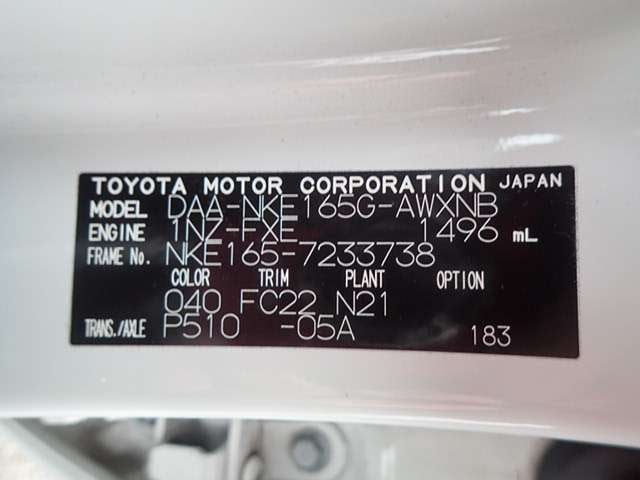 TOYOTA MOTOR CORPORATION JAPAN
MODEL DAA-NKE165G-AWXNB
ENGINE 1NZ-FXE 1496 mL
FRAME No. NKE165-7233738
COLOR TRIM PLANT OPTION
040 FC22 N21
TRANS./AXLE P510 -05A 183